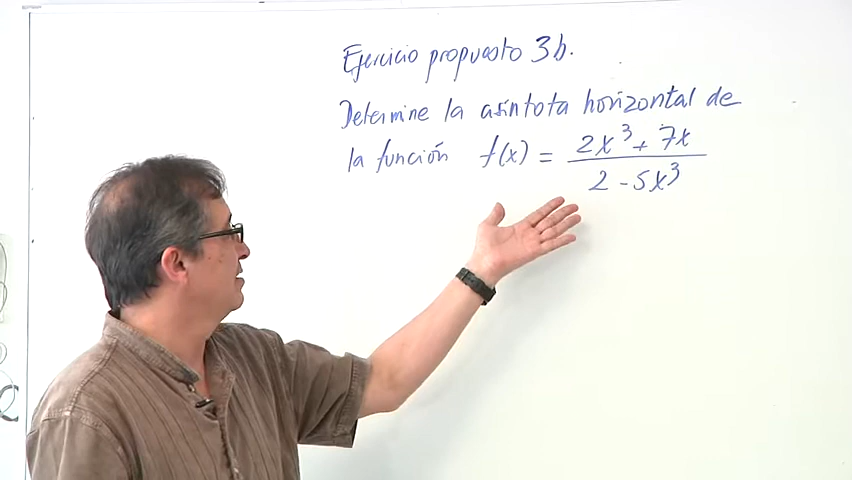 Ejercicio propuesto 3b.
Determine la asíntota horizontal de
la función f(x) = (2x³ + 7x)/(2 - 5x³)